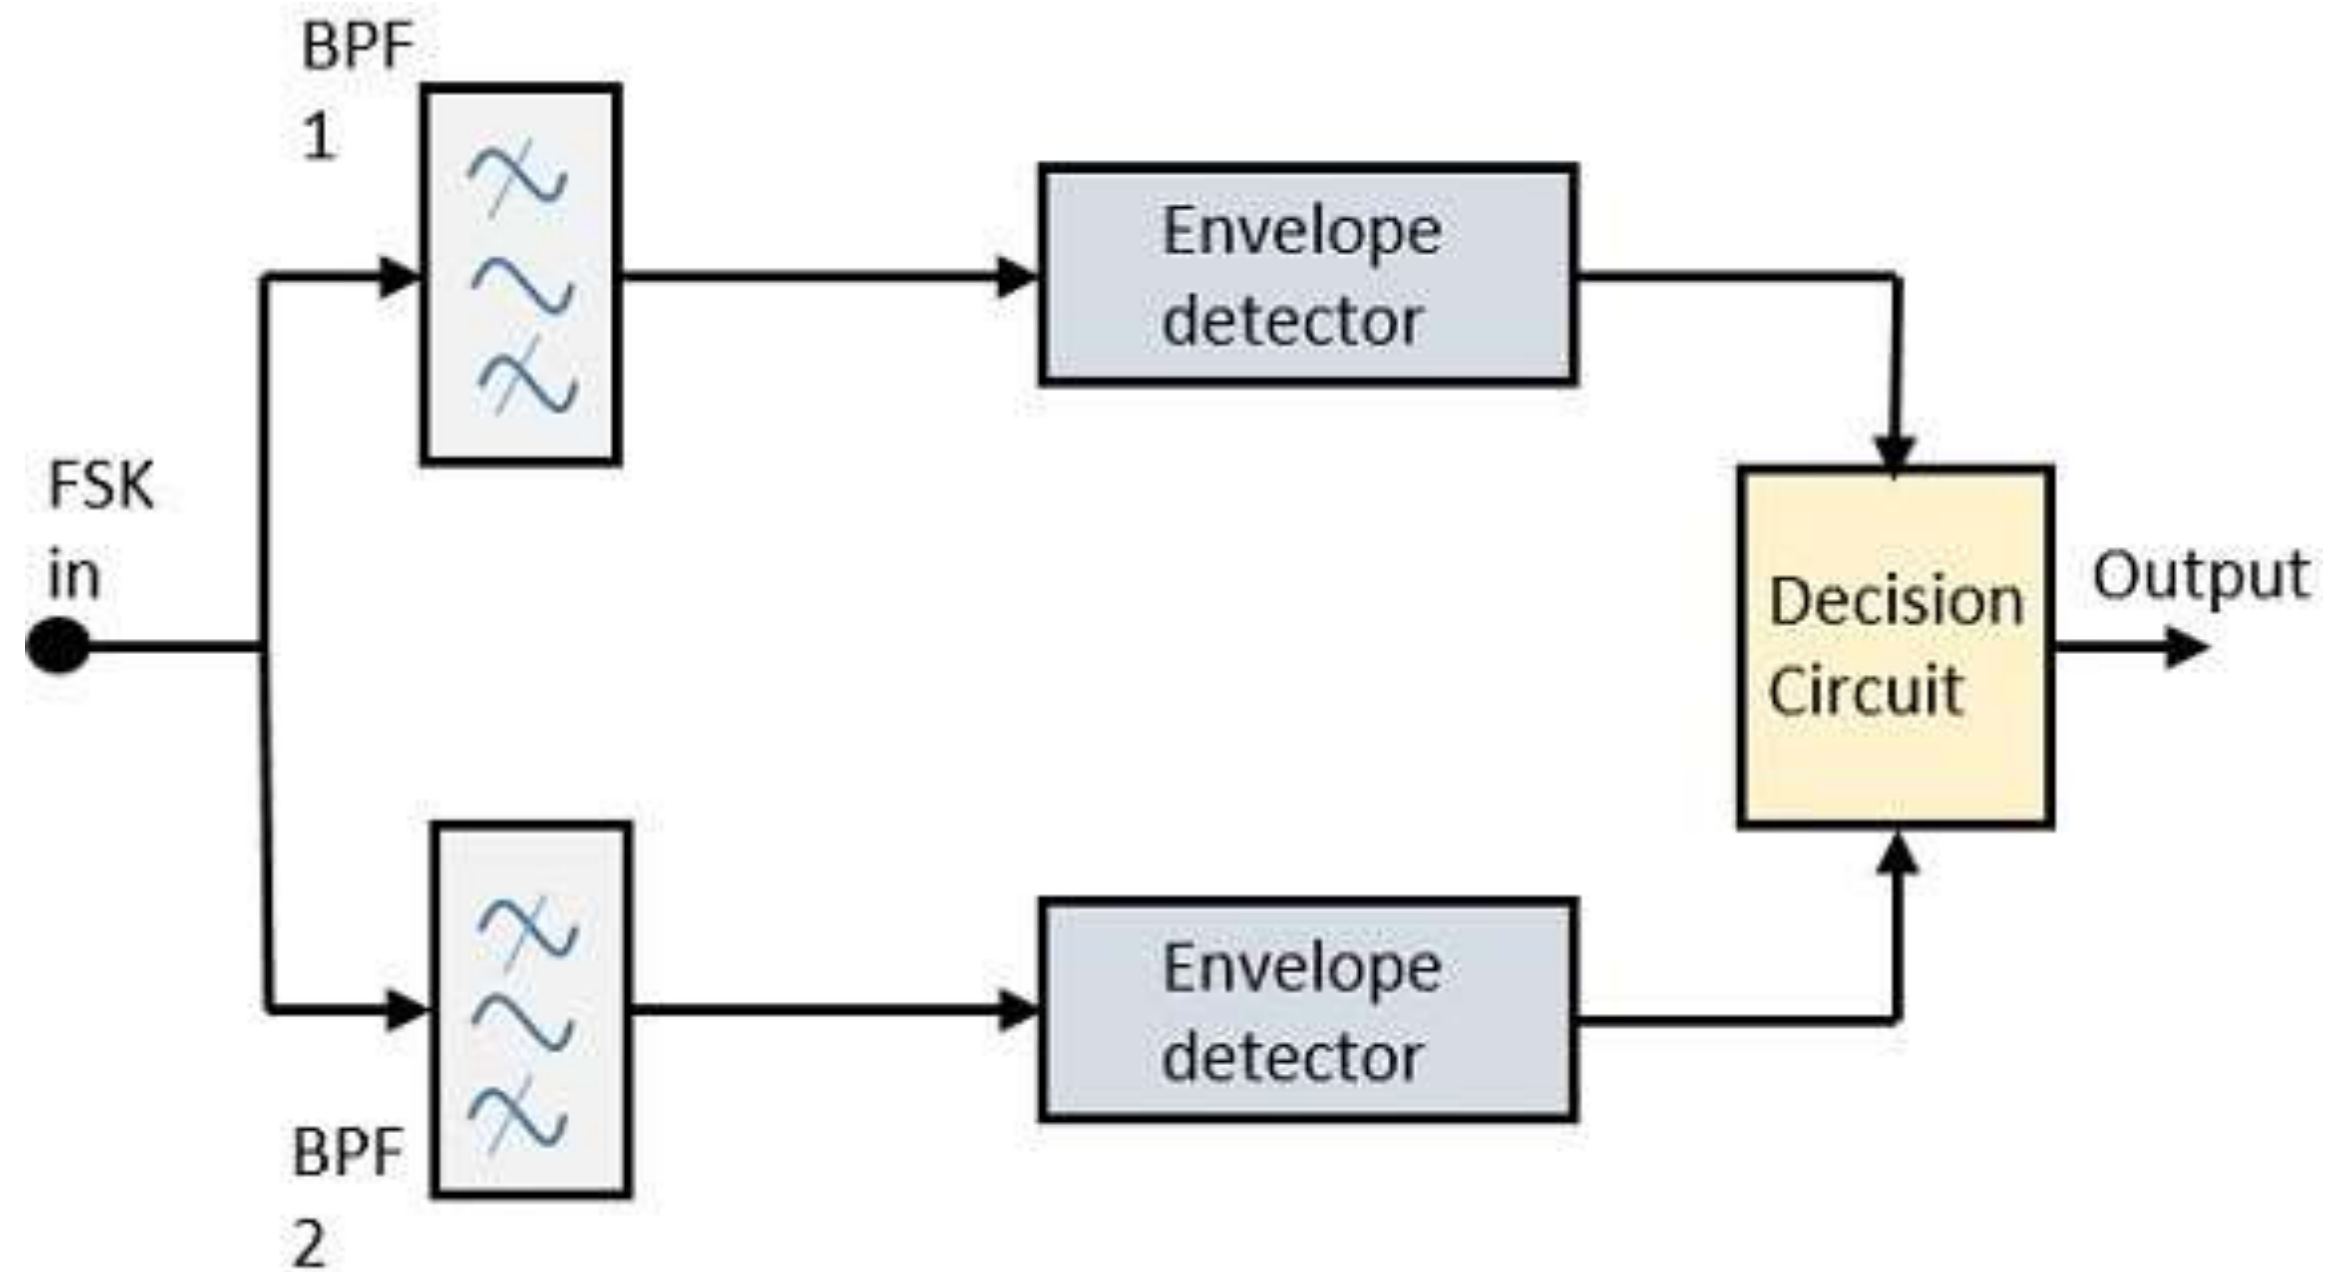 BPF
1
Envelope
detector
FSK
in
Decision
Circuit
Output
Envelope
detector
BPF
2